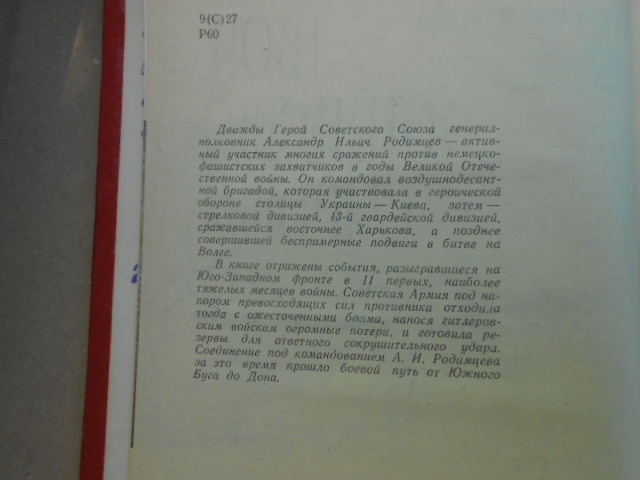 9(С)27
Р60
Дважды Герой Советского Союза генерал-
полковник Александр Ильич Родимцев — актив-
ный участник многих сражений против немецко-
фашистских захватчиков в годы Великой Отече-
ственной войны. Он командовал воздушнодесант-
ной бригадой, которая участвовала в героической
обороне столицы Украины — Киева, затем —
стрелковой дивизией, 13-й гвардейской дивизией,
сражавшейся восточнее Харькова, а позднее
совершившей беспримерные подвиги в битве на
Волге.
В книге отражены события, разыгравшиеся на
Юго-Западном фронте в 11 первых, наиболее
тяжелых месяцев войны. Советская Армия под на-
пором превосходящих сил противника отходила
тогда с ожесточенными боями, нанося гитлеров-
ским войскам огромные потери, и готовила ре-
зервы для ответного сокрушительного удара.
Соединение под командованием А. И. Родимцева
за это время прошло боевой путь от Южного
Буга до Дона.